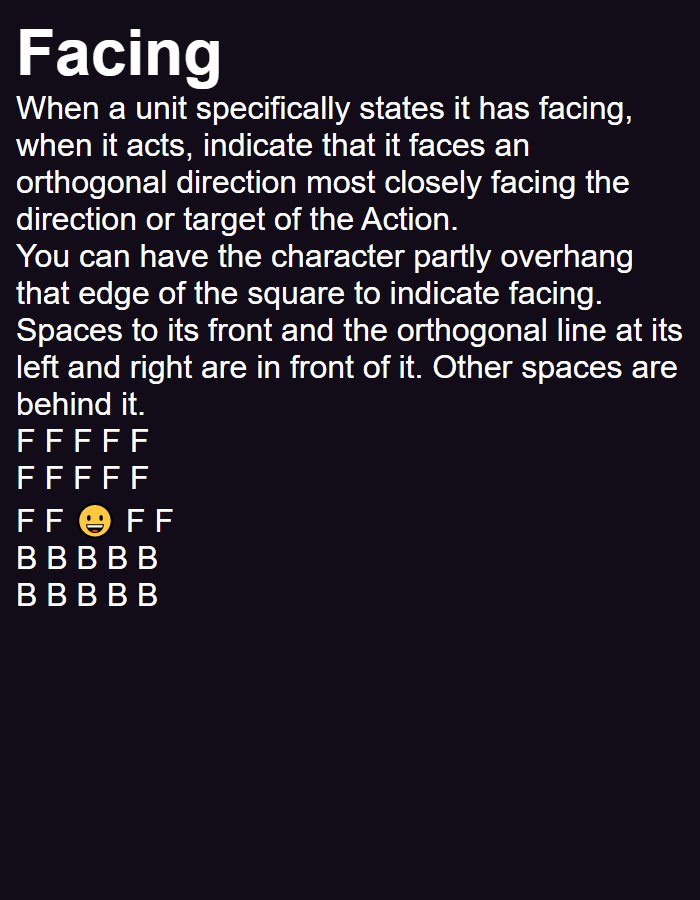 Facing
When a unit specifically states it has facing,
when it acts, indicate that it faces an
orthogonal direction most closely facing the
direction or target of the Action.
You can have the character partly overhang
that edge of the square to indicate facing.
Spaces to its front and the orthogonal line at its
left and right are in front of it. Other spaces are
behind it.
F F F F F
F F F F F
F F 😀 F F
B B B B B
B B B B B